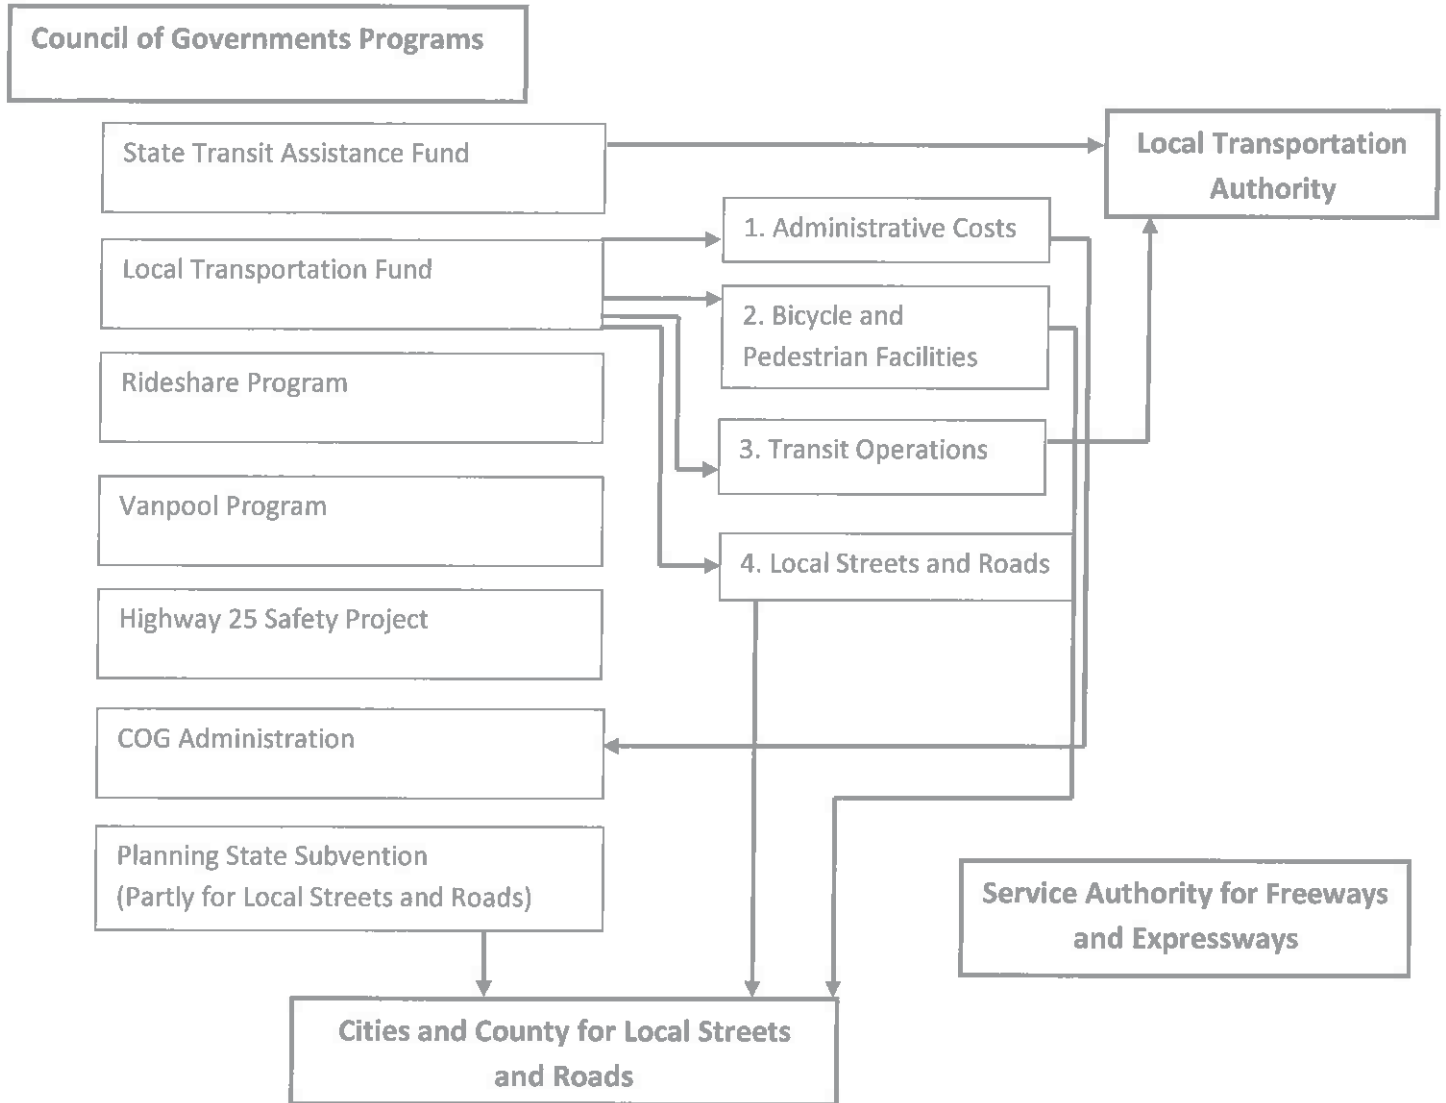 Council of Governments Programs
State Transit Assistance Fund
Local Transportation
Authority
1. Administrative Costs
Local Transportation Fund
2. Bicycle and
Pedestrian Facilities
Rideshare Program
3. Transit Operations
Vanpool Program
4. Local Streets and Roads
Highway 25 Safety Project
COG Administration
Planning State Subvention
(Partly for Local Streets and Roads)
Service Authority for Freeways
and Expressways
Cities and County for Local Streets
and Roads